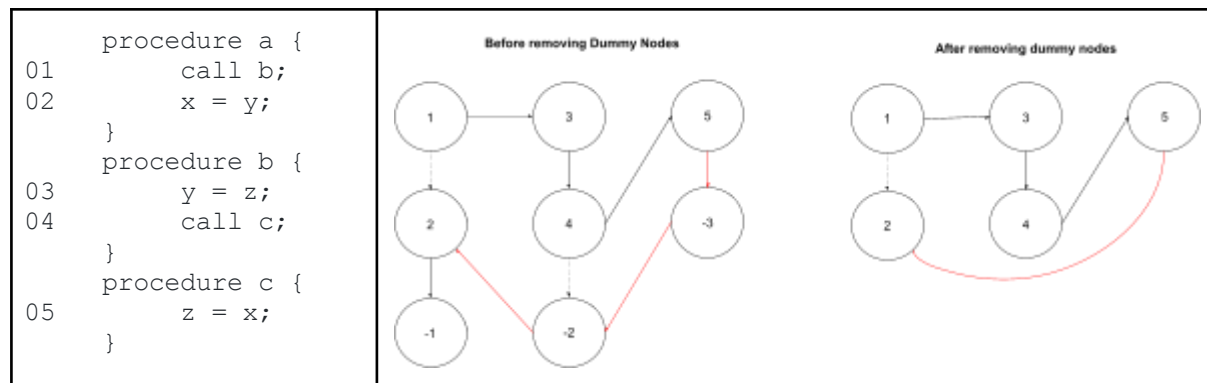 procedure a {
01 call b;
02 x = y;
}
procedure b {
03 y = z;
04 call c;
}
procedure c {
05 z = x;
}
Before removing Dummy Nodes
1 3 5
2 4 -3
-1 -2
After removing dummy nodes
1 3 5
2 4